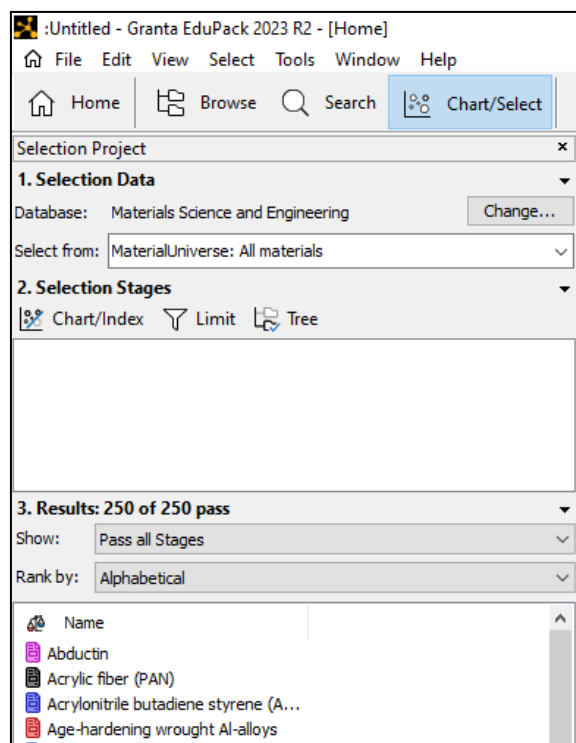 :Untitled - Granta EduPack 2023 R2 - [Home]
File Edit View Select Tools Window Help
Home Browse Search Chart/Select
Selection Project ×
1. Selection Data
Database: Materials Science and Engineering Change...
Select from: MaterialUniverse: All materials
2. Selection Stages
Chart/Index Limit Tree
3. Results: 250 of 250 pass
Show: Pass all Stages
Rank by: Alphabetical
Name
Abductin
Acrylic fiber (PAN)
Acrylonitrile butadiene styrene (A...
Age-hardening wrought Al-alloys